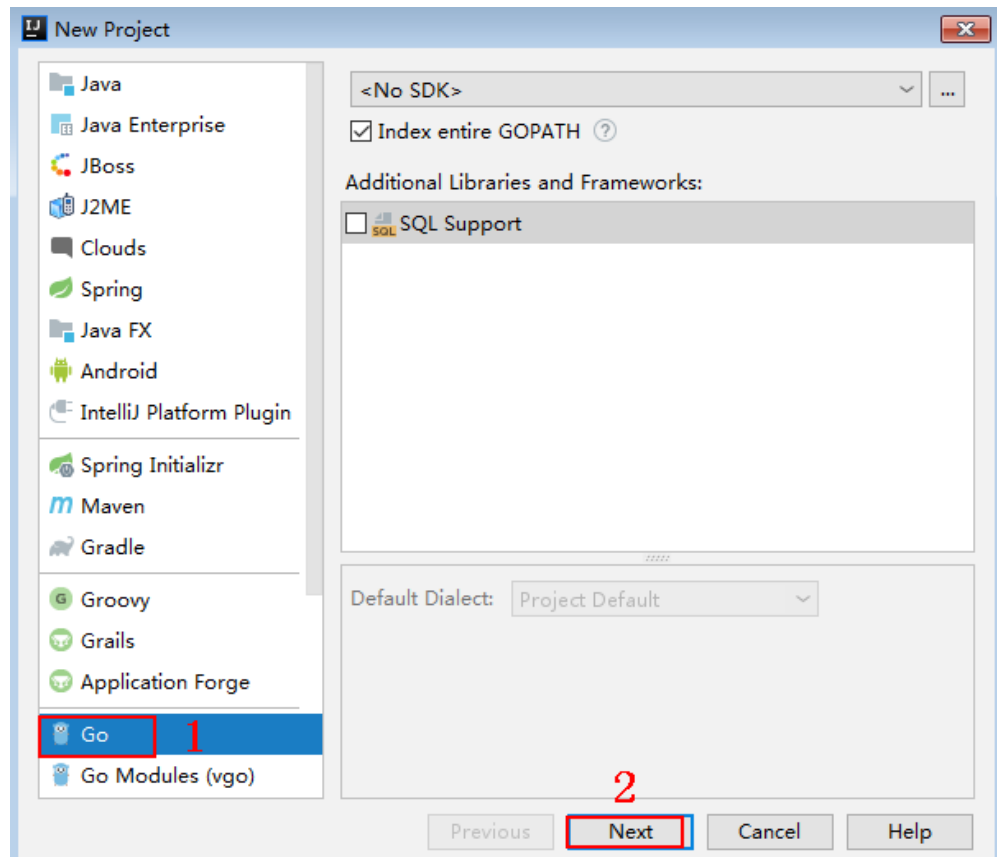 New Project
Java
Java Enterprise
JBoss
J2ME
Clouds
Spring
Java FX
Android
IntelliJ Platform Plugin
Spring Initializr
Maven
Gradle
Groovy
Grails
Application Forge
Go 1
Go Modules (vgo)
<No SDK>
...
Index entire GOPATH ?
Additional Libraries and Frameworks:
SQL SQL Support
Default Dialect: Project Default
2
Previous Next Cancel Help